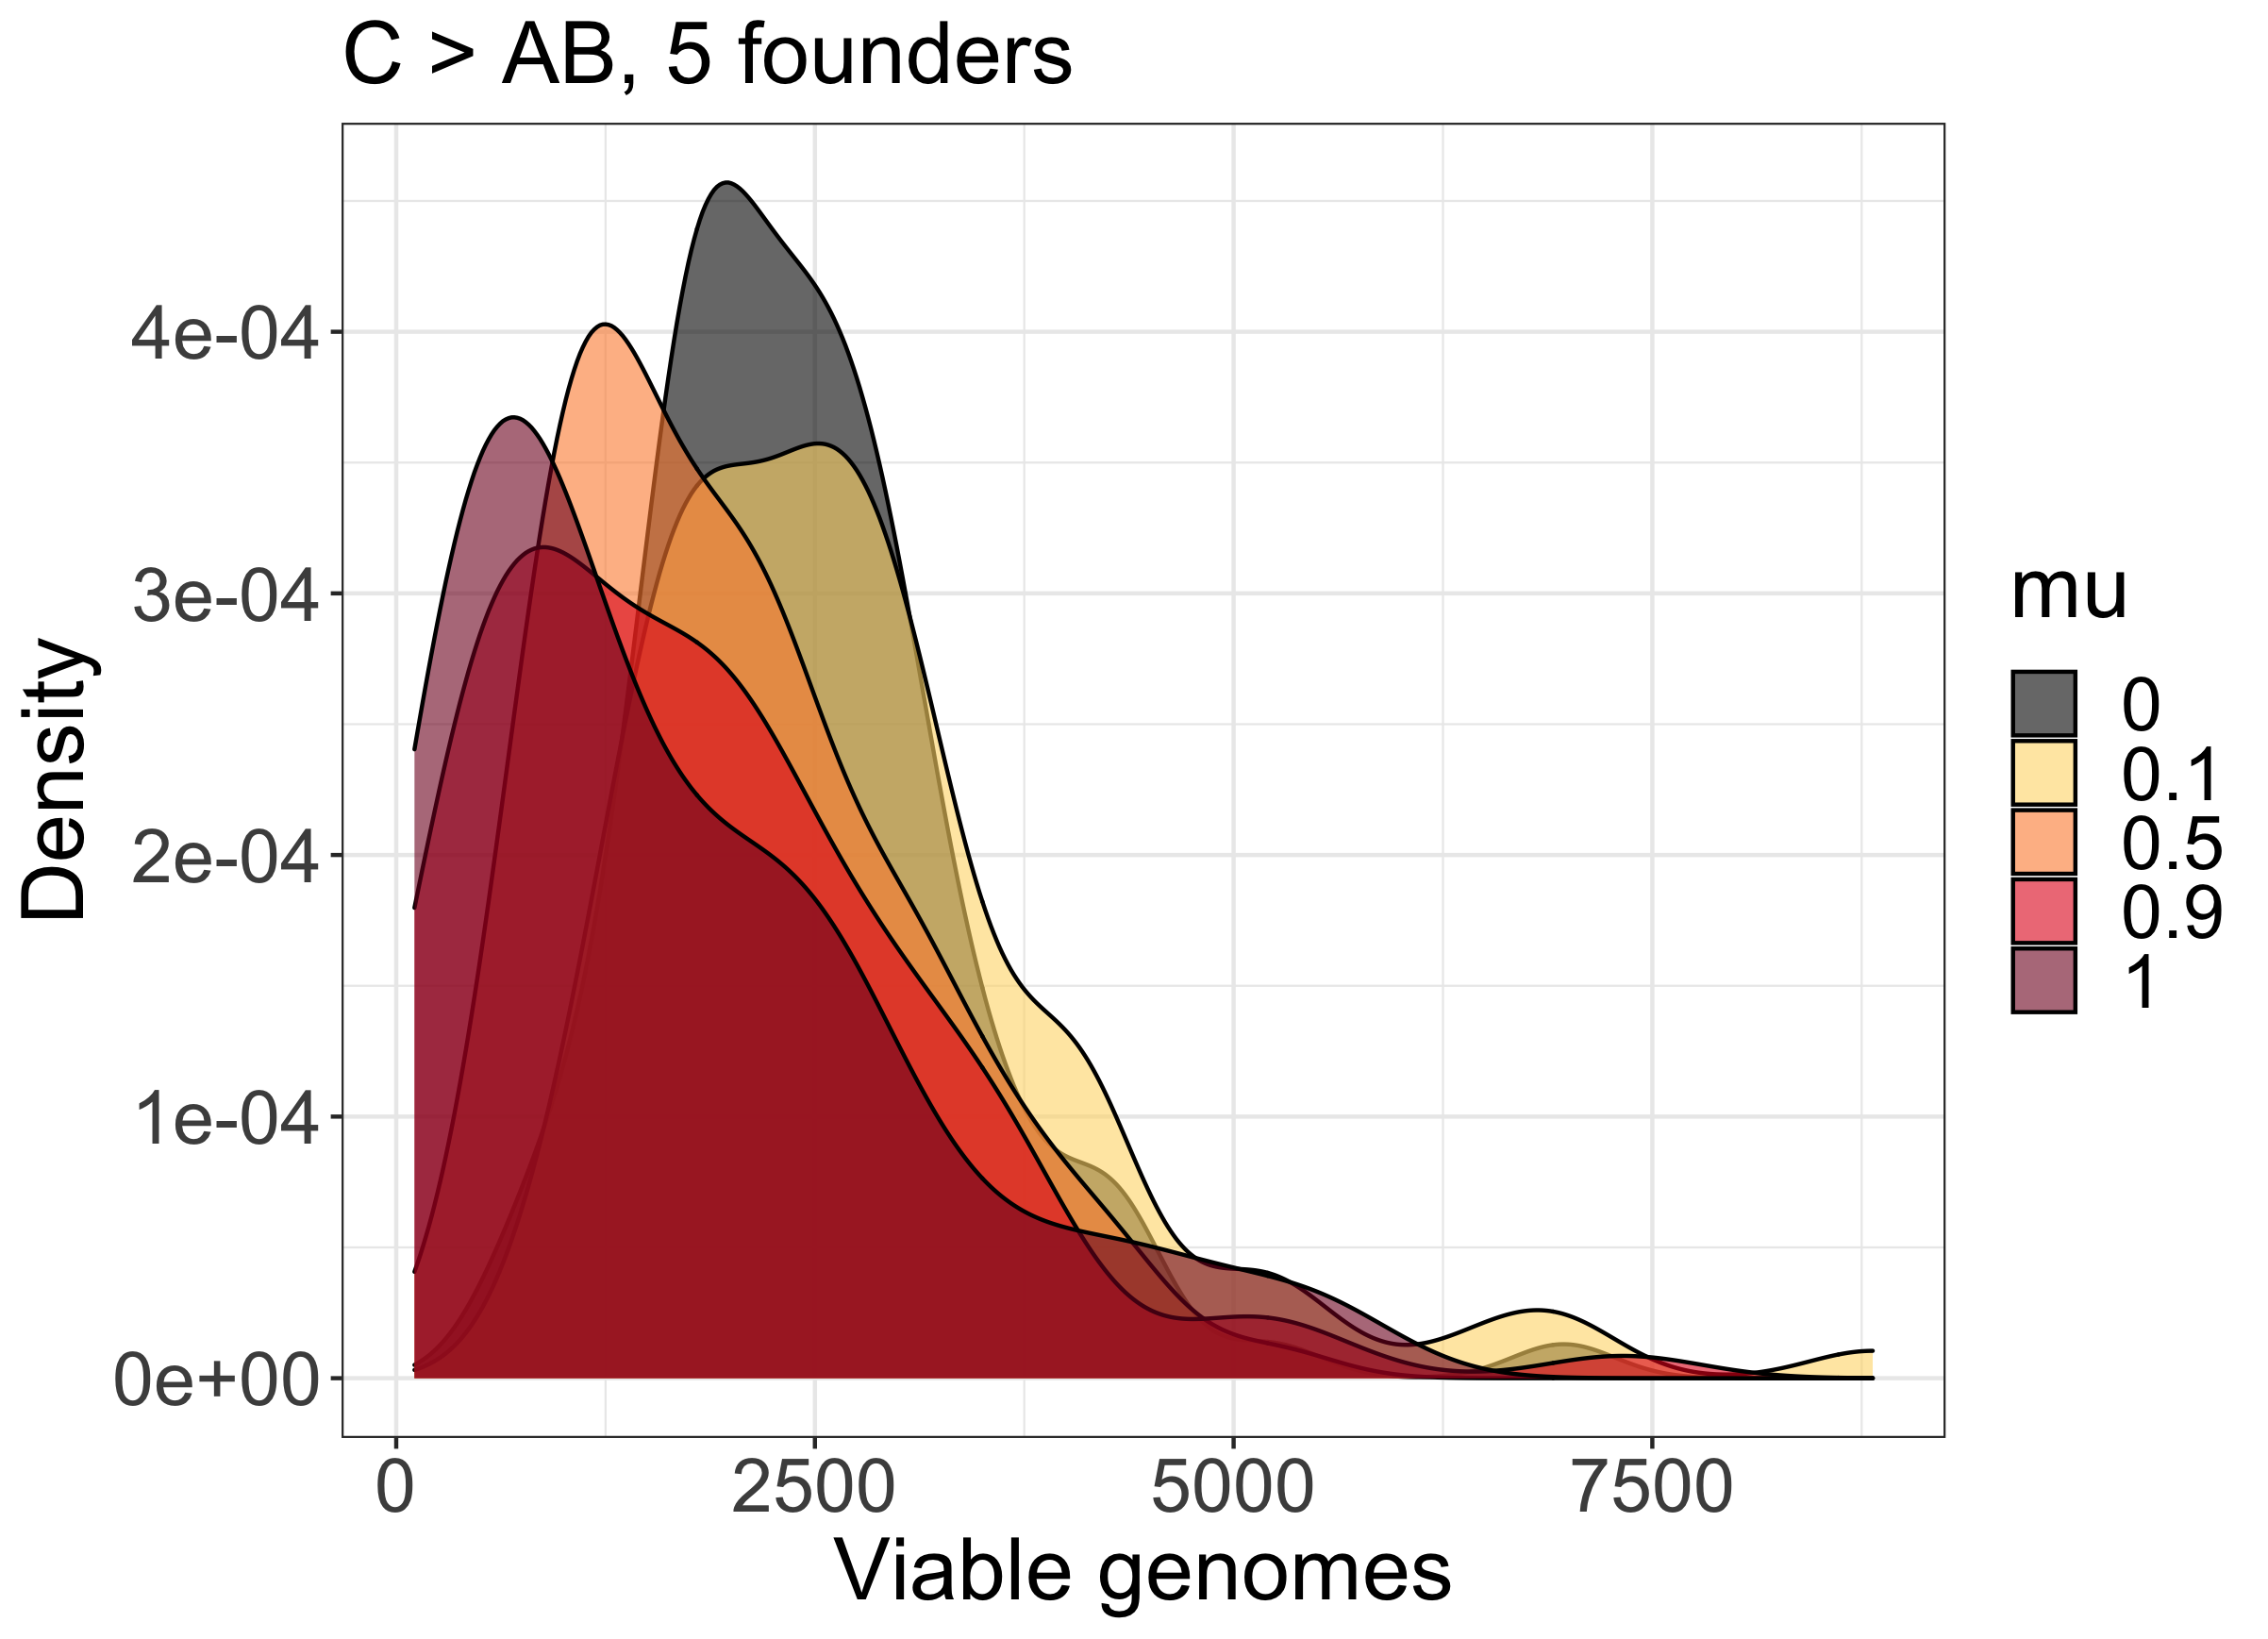 C > AB, 5 founders
Density
4e-04
3e-04
2e-04
1e-04
0e+00
0
2500
5000
7500
Viable genomes
mu
0
0.1
0.5
0.9
1